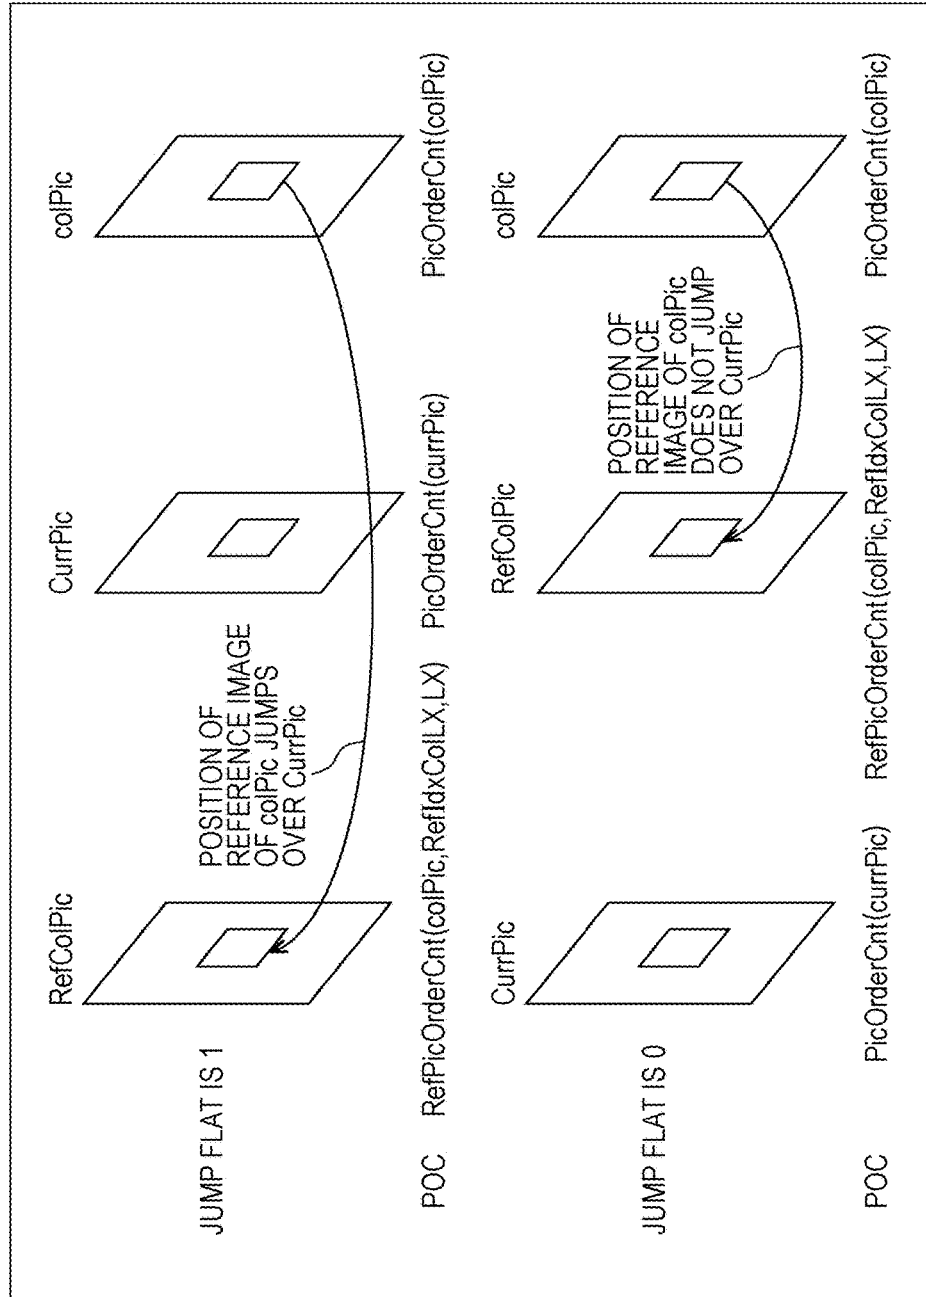 RefColPic
CurrPic
colPic
JUMP FLAT IS 1
POSITION OF
REFERENCE IMAGE
OF colPic JUMPS
OVER CurrPic
POC RefPicOrderCnt(colPic,RefIdxColLX,LX) PicOrderCnt(currPic) PicOrderCnt(colPic)
CurrPic
RefColPic
colPic
JUMP FLAT IS 0
POSITION OF
REFERENCE
IMAGE OF colPic
DOES NOT JUMP
OVER CurrPic
POC PicOrderCnt(currPic) RefPicOrderCnt(colPic,RefIdxColLX,LX) PicOrderCnt(colPic)